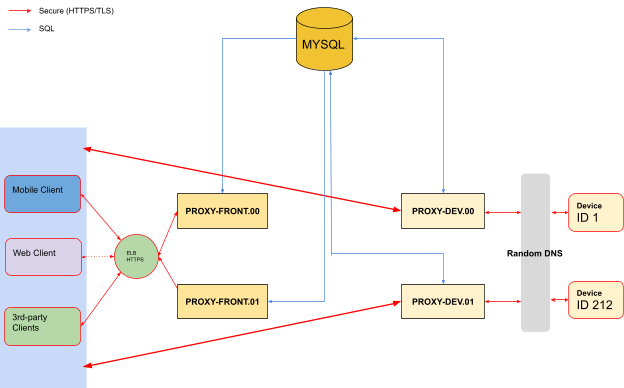 Secure (HTTPS/TLS)
SQL
MYSQL
Mobile Client
Web Client
3rd-party
Clients
ELB
HTTPS
PROXY-FRONT.00
PROXY-FRONT.01
PROXY-DEV.00
PROXY-DEV.01
Random DNS
Device
ID 1
Device
ID 212